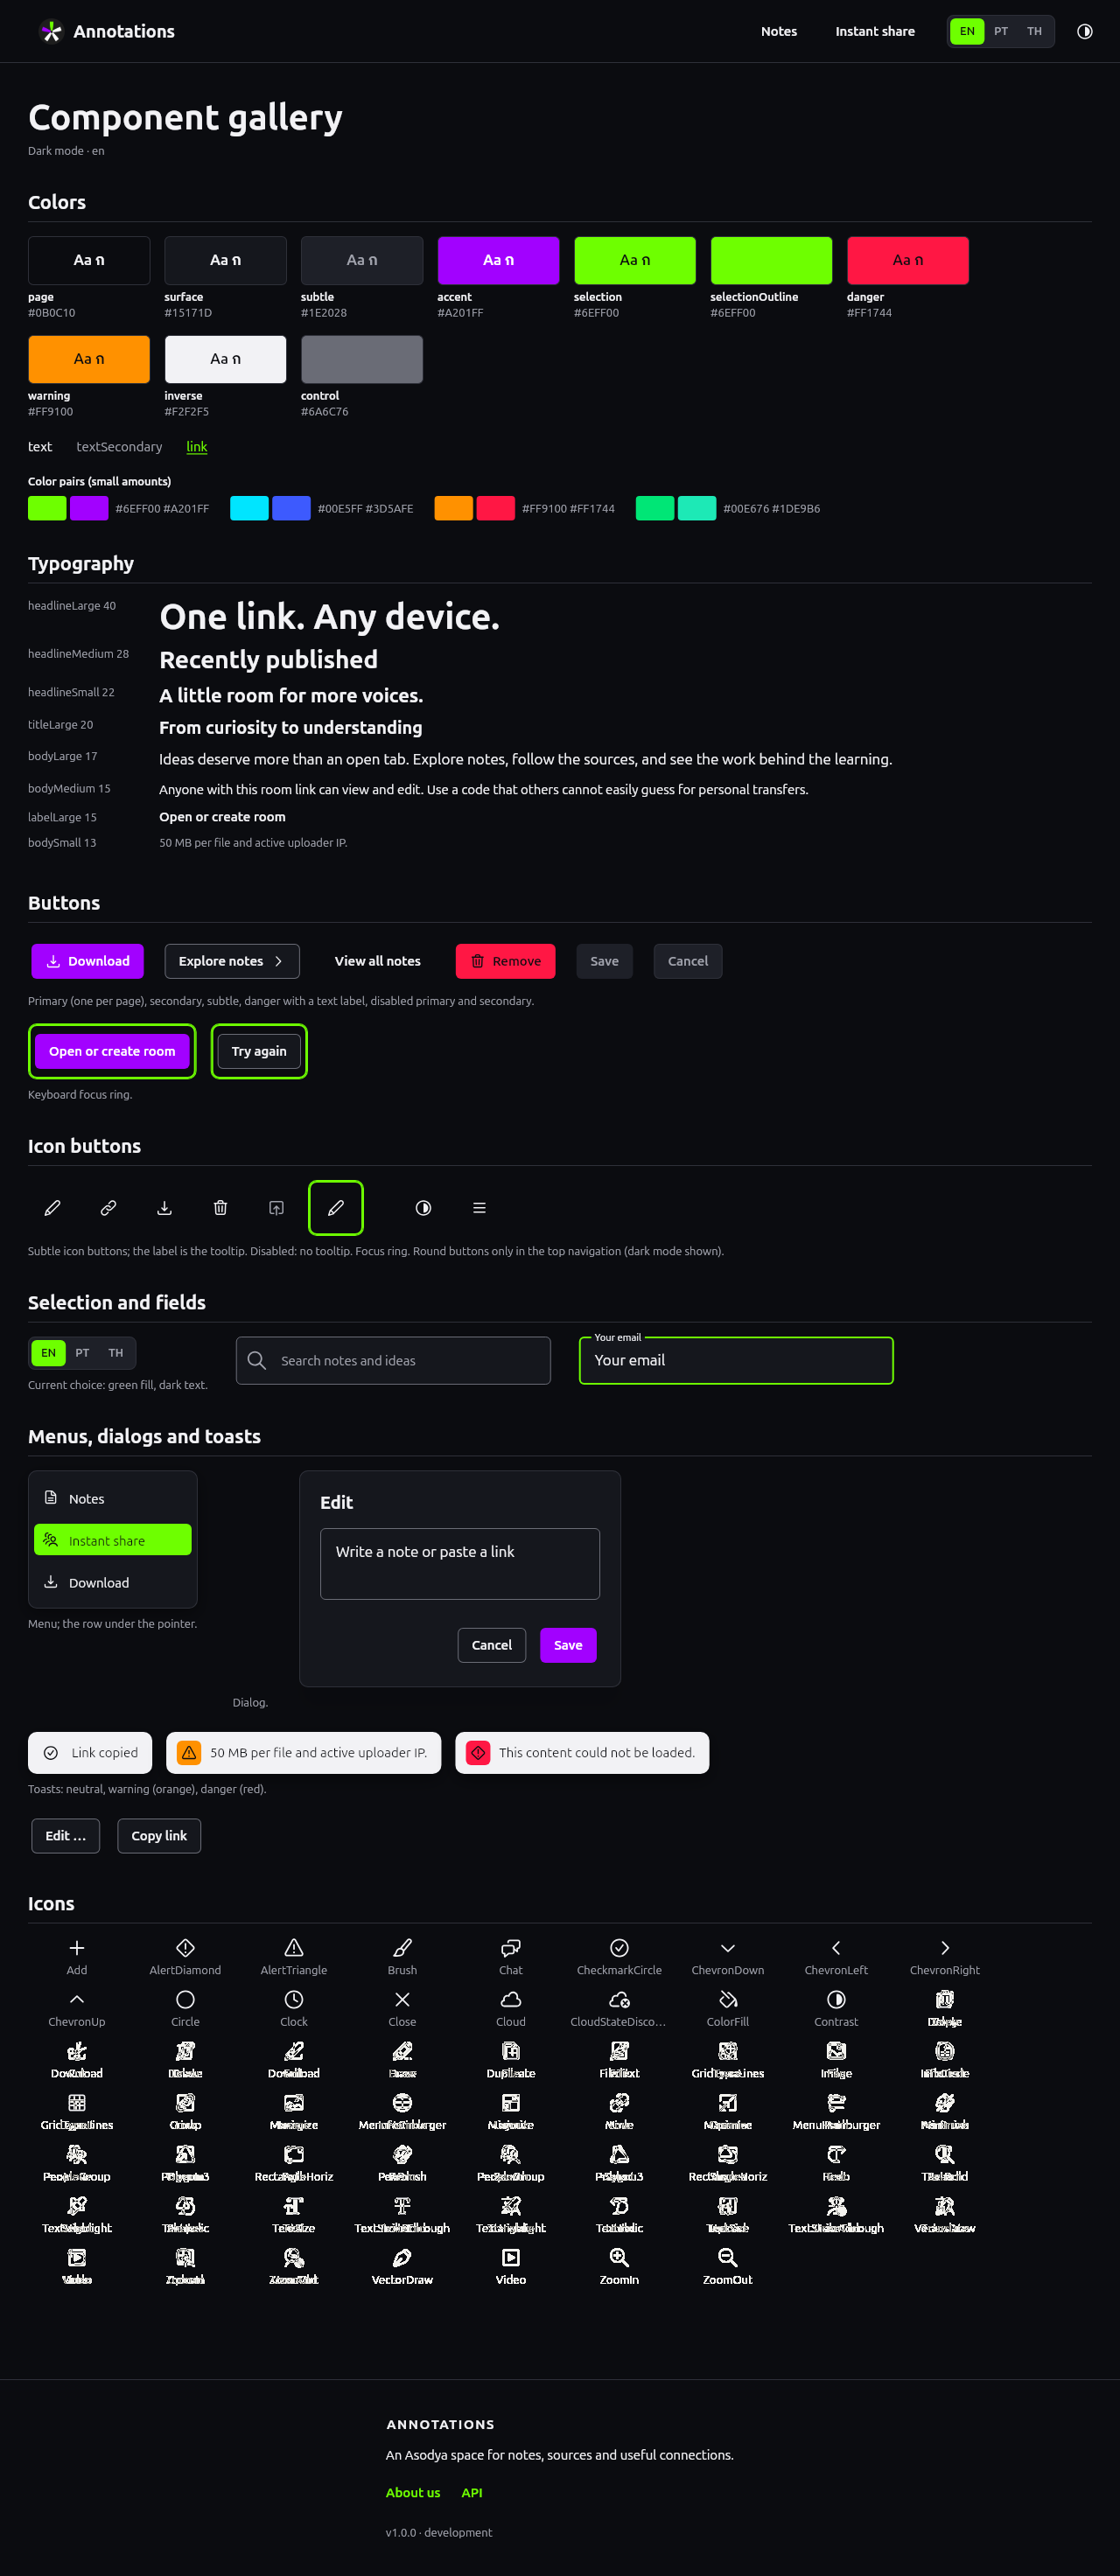 Annotations
Notes
Instant share
EN PT TH
Component gallery
Dark mode · en
Colors
Aa ก Aa ก Aa ก Aa ก Aa ก Aa ก
page surface subtle accent selection selectionOutline danger
#0B0C10 #15171D #1E2028 #A201FF #6EFF00 #6EFF00 #FF1744
Aa ก Aa ก
warning inverse control
#FF9100 #F2F2F5 #6A6C76
text textSecondary link
Color pairs (small amounts)
#6EFF00 #A201FF #00E5FF #3D5AFE #FF9100 #FF1744 #00E676 #1DE9B6
Typography
headlineLarge 40 One link. Any device.
headlineMedium 28 Recently published
headlineSmall 22 A little room for more voices.
titleLarge 20 From curiosity to understanding
bodyLarge 17 Ideas deserve more than an open tab. Explore notes, follow the sources, and see the work behind the learning.
bodyMedium 15 Anyone with this room link can view and edit. Use a code that others cannot easily guess for personal transfers.
labelLarge 15 Open or create room
bodySmall 13 50 MB per file and active uploader IP.
Buttons
Download Explore notes View all notes Remove Save Cancel
Primary (one per page), secondary, subtle, danger with a text label, disabled primary and secondary.
Open or create room Try again
Keyboard focus ring.
Icon buttons
Subtle icon buttons; the label is the tooltip. Disabled: no tooltip. Focus ring. Round buttons only in the top navigation (dark mode shown).
Selection and fields
EN PT TH
Search notes and ideas
Your email
Your email
Current choice: green fill, dark text.
Menus, dialogs and toasts
Notes
Instant share
Download
Menu; the row under the pointer.
Edit
Write a note or paste a link
Cancel Save
Dialog.
Link copied
50 MB per file and active uploader IP.
This content could not be loaded.
Toasts: neutral, warning (orange), danger (red).
Edit ... Copy link
Icons
Add AlertDiamond AlertTriangle Brush Chat CheckmarkCircle ChevronDown ChevronLeft ChevronRight
ChevronUp Circle Clock Close Cloud CloudStateDisco... ColorFill Contrast
VectorDraw Video ZoomIn ZoomOut
ANNOTATIONS
An Asodya space for notes, sources and useful connections.
About us API
v1.0.0 · development